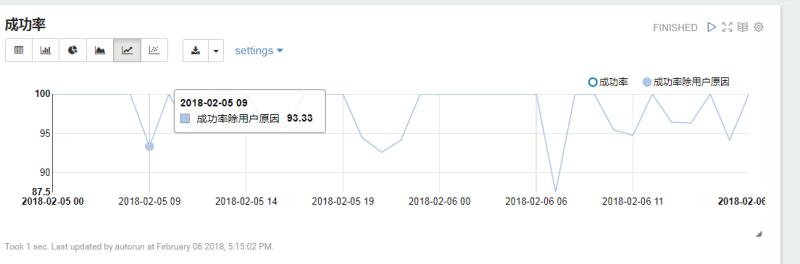 成功率
FINISHED
settings
成功率 成功率除用户原因
2018-02-05 09
成功率除用户原因 93.33
100
95
90
87.5
2018-02-05 00 2018-02-05 09 2018-02-05 14 2018-02-05 19 2018-02-06 00 2018-02-06 06 2018-02-06 11 2018-02-06
Took 1 sec. Last updated by autorun at February 06 2018, 5:15:02 PM.